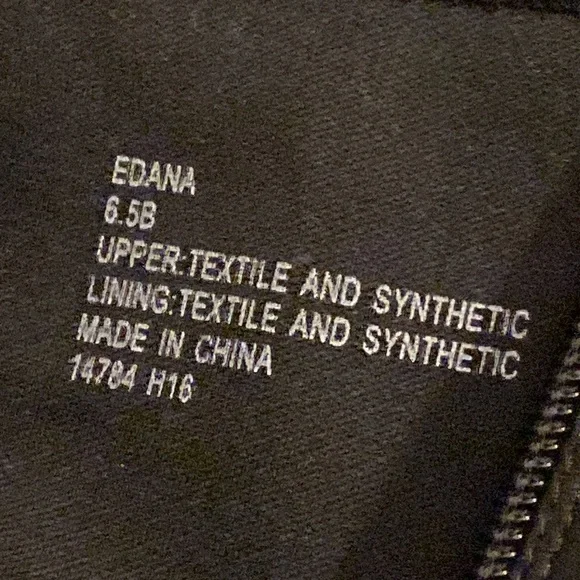 EDANA
6.5B
UPPER:TEXTILE AND SYNTHETIC
LINING:TEXTILE AND SYNTHETIC
MADE IN CHINA
14784 H16